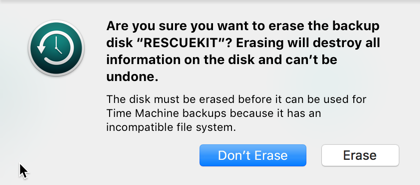 Are you sure you want to erase the backup
disk “RESCUEKIT”? Erasing will destroy all
information on the disk and can’t be
undone.
The disk must be erased before it can be used for
Time Machine backups because it has an
incompatible file system.
Don’t Erase
Erase